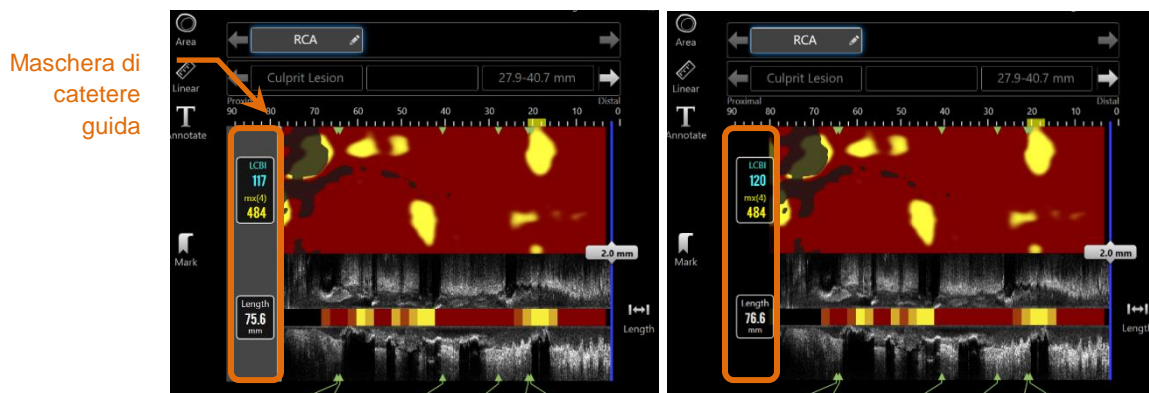 Maschera di
catetere
guida
Area
RCA
Linear
Culprit Lesion
27.9-40.7 mm
Distal
90 80 70 60 50 40 30 20 10 0
Annotate
LCBI
117
mx(4)
484
Mark
2.0 mm
Length
75.6
mm
Length
Area
RCA
Linear
Culprit Lesion
27.9-40.7 mm
Proximal
Distal
90 80 70 60 50 40 30 20 10 0
Annotate
LCBI
120
mx(4)
484
Mark
2.0 mm
Length
76.6
mm